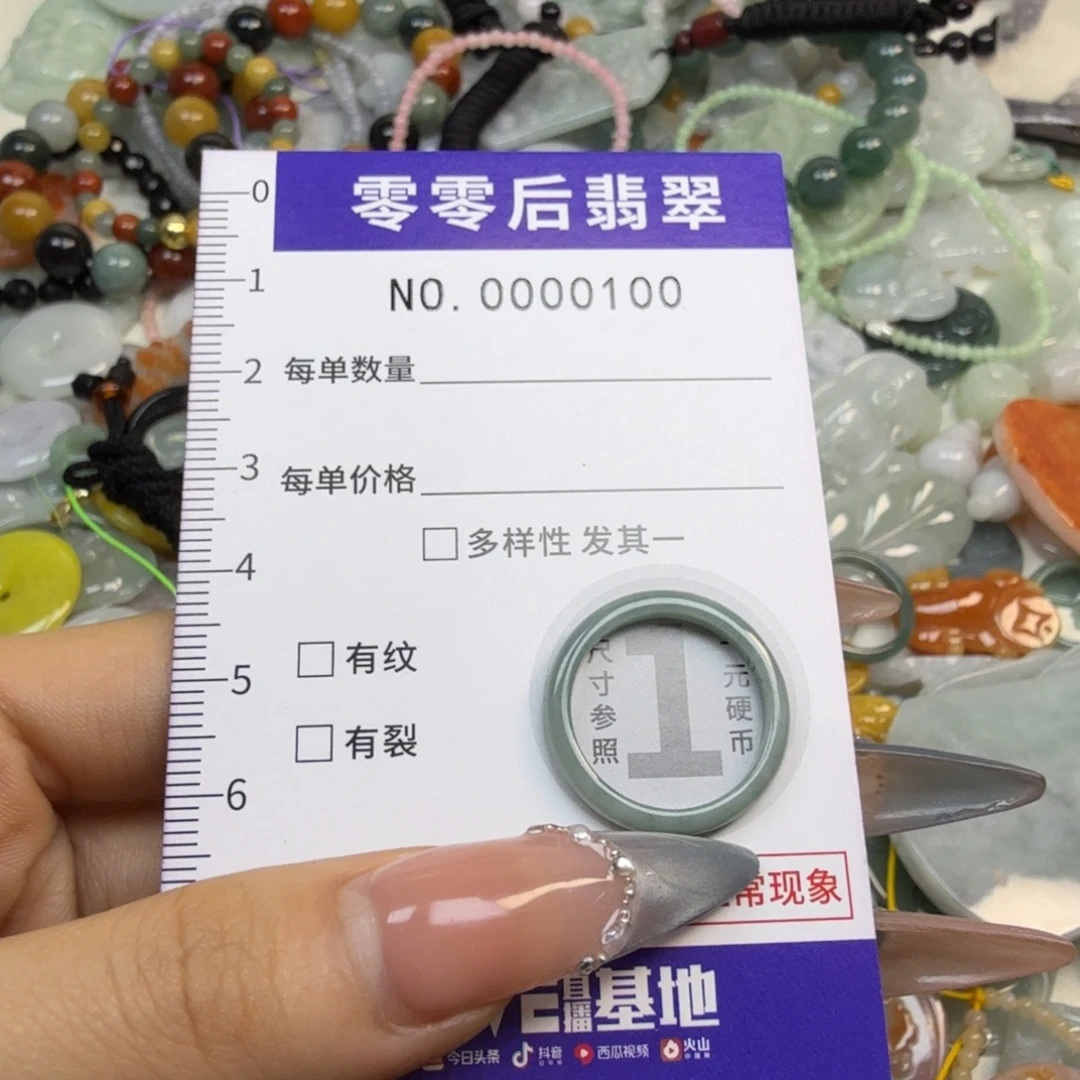 零零后翡翠
0
NO. 0000100
1
2
每单数量
3
每单价格
4
多样性 发其一
5
有纹
尺寸参照
1
元硬币
有裂
6
常现象
直播基地
今日头条 抖音 西瓜视频 火山